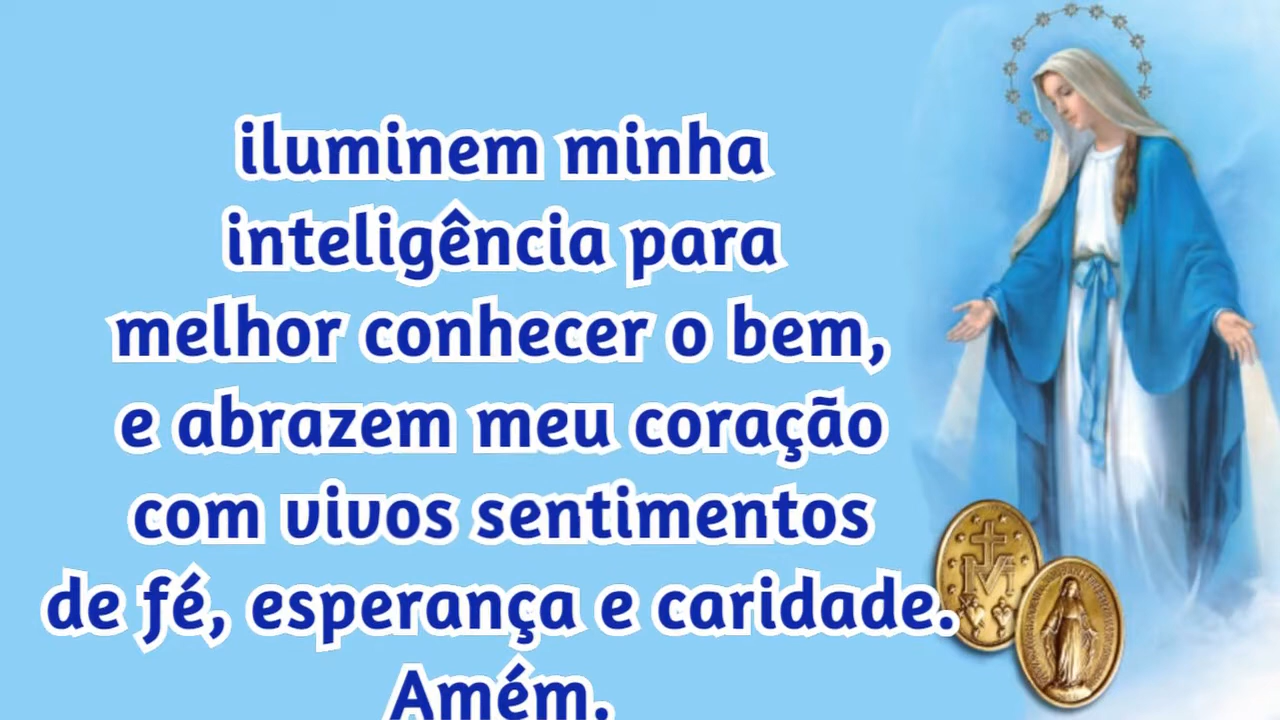 iluminem minha
inteligência para
melhor conhecer o bem,
e abrazem meu coração
com vivos sentimentos
de fé, esperança e caridade.
Amém.